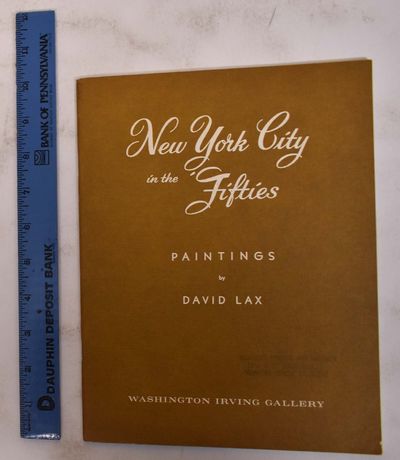 New York City
in the Fifties
PAINTINGS
by
DAVID LAX
WASHINGTON IRVING GALLERY
BANK OF PENNSYLVANIA
DAUPHIN DEPOSIT BANK